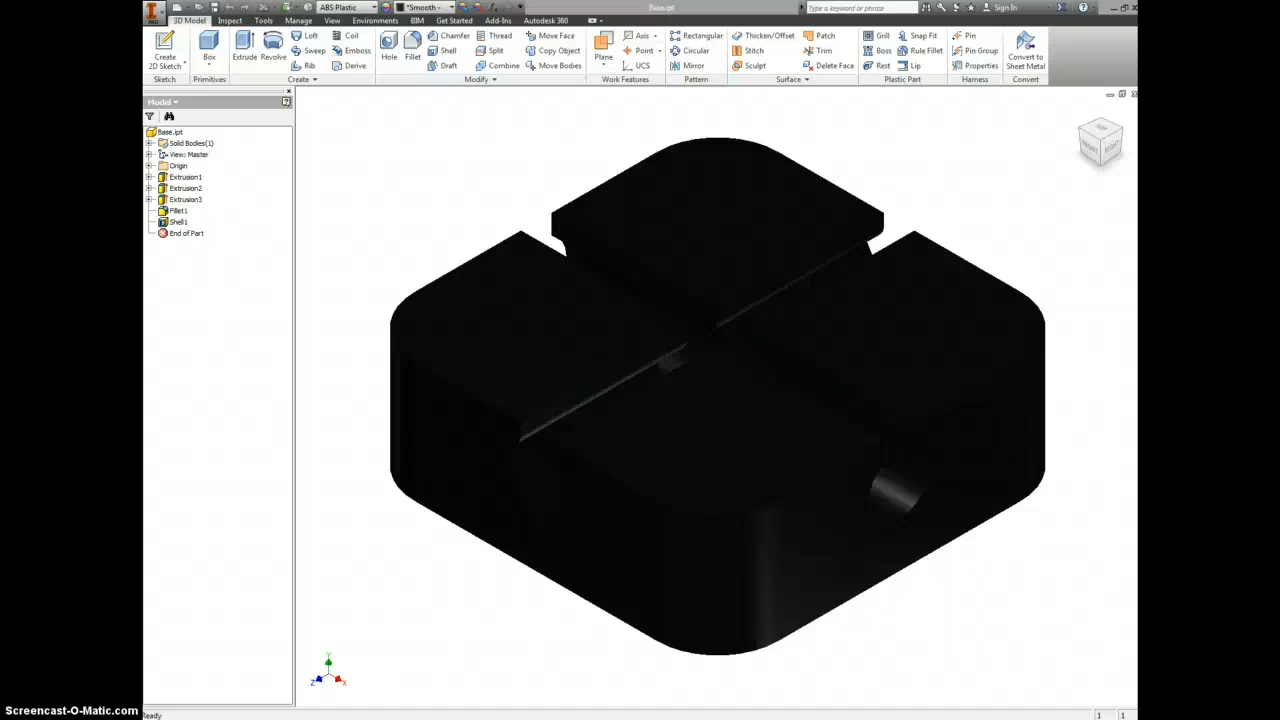 ABS Plastic *Smooth - Base.ipt Type a keyword or phrase Sign In
PRO 3D Model Inspect Tools Manage View Environments BIM Get Started Add-Ins Autodesk 360
Create 2D Sketch Box Extrude Revolve Loft Coil Hole Fillet Chamfer Thread Move Face Plane Axis Rectangular Thicken/Offset Patch Grill Snap Fit Pin Convert to Sheet Metal
Sweep Emboss Shell Split Copy Object Point Circular Stitch Trim Boss Rule Fillet Pin Group
Rib Derive Draft Combine Move Bodies UCS Mirror Sculpt Delete Face Rest Lip Properties
Sketch Primitives Create Modify Work Features Pattern Surface Plastic Part Harness Convert
Model
Base.ipt
Solid Bodies(1)
View: Master
Origin
Extrusion1
Extrusion2
Extrusion3
Fillet1
Shell1
End of Part
TOP
FRONT RIGHT
Y
Z X
Screencast-O-Matic.com
Ready 1 1